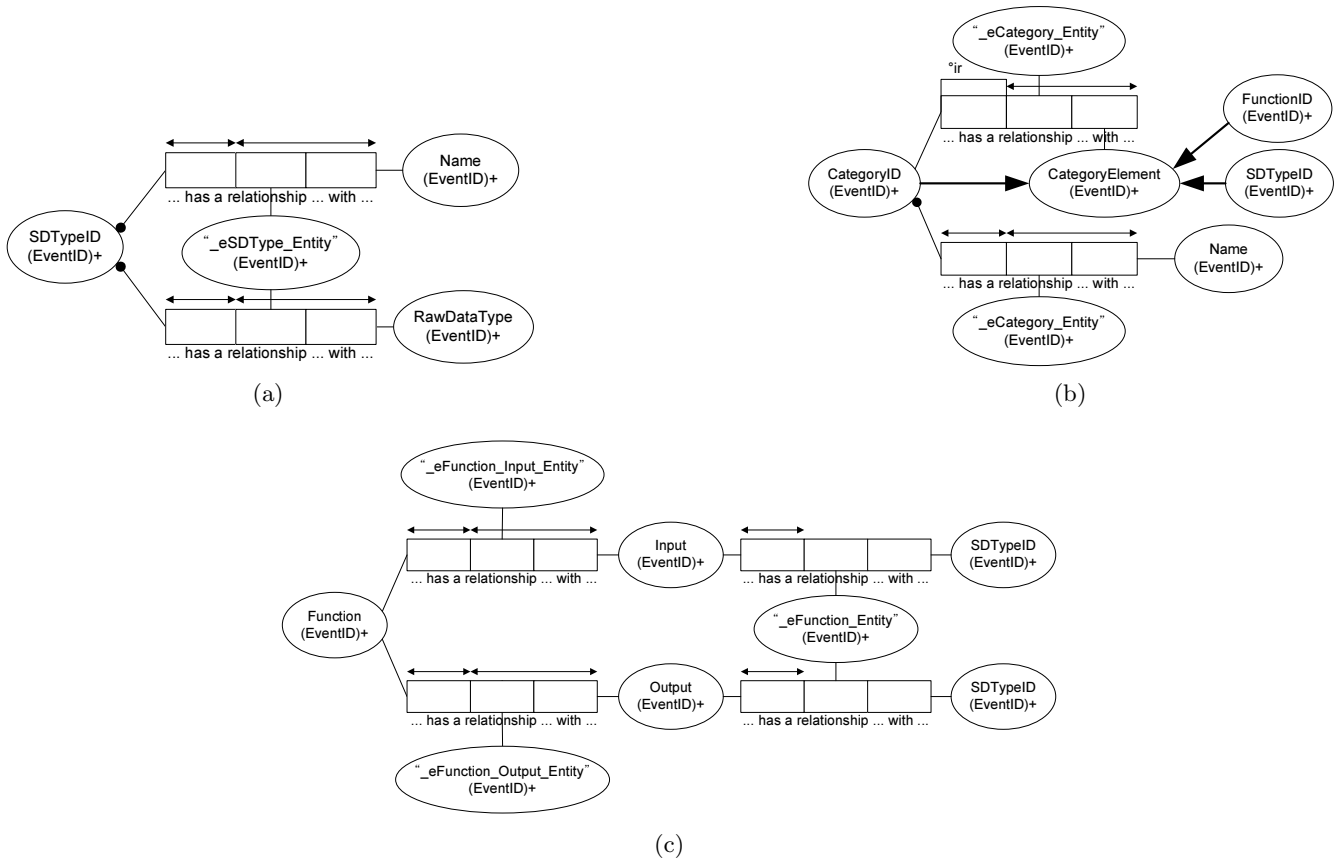 Name
(EventID)+
... has a relationship ... with ...
SDTypeID
(EventID)+
“_eSDType_Entity”
(EventID)+
RawDataType
(EventID)+
... has a relationship ... with ...
(a)
“_eCategory_Entity”
(EventID)+
°ir
FunctionID
(EventID)+
... has a relationship ... with ...
CategoryID
(EventID)+
CategoryElement
(EventID)+
SDTypeID
(EventID)+
Name
(EventID)+
... has a relationship ... with ...
“_eCategory_Entity”
(EventID)+
(b)
“_eFunction_Input_Entity”
(EventID)+
Input
(EventID)+
SDTypeID
(EventID)+
... has a relationship ... with ...
... has a relationship ... with ...
Function
(EventID)+
“_eFunction_Entity”
(EventID)+
Output
(EventID)+
SDTypeID
(EventID)+
... has a relationship ... with ...
... has a relationship ... with ...
“_eFunction_Output_Entity”
(EventID)+
(c)